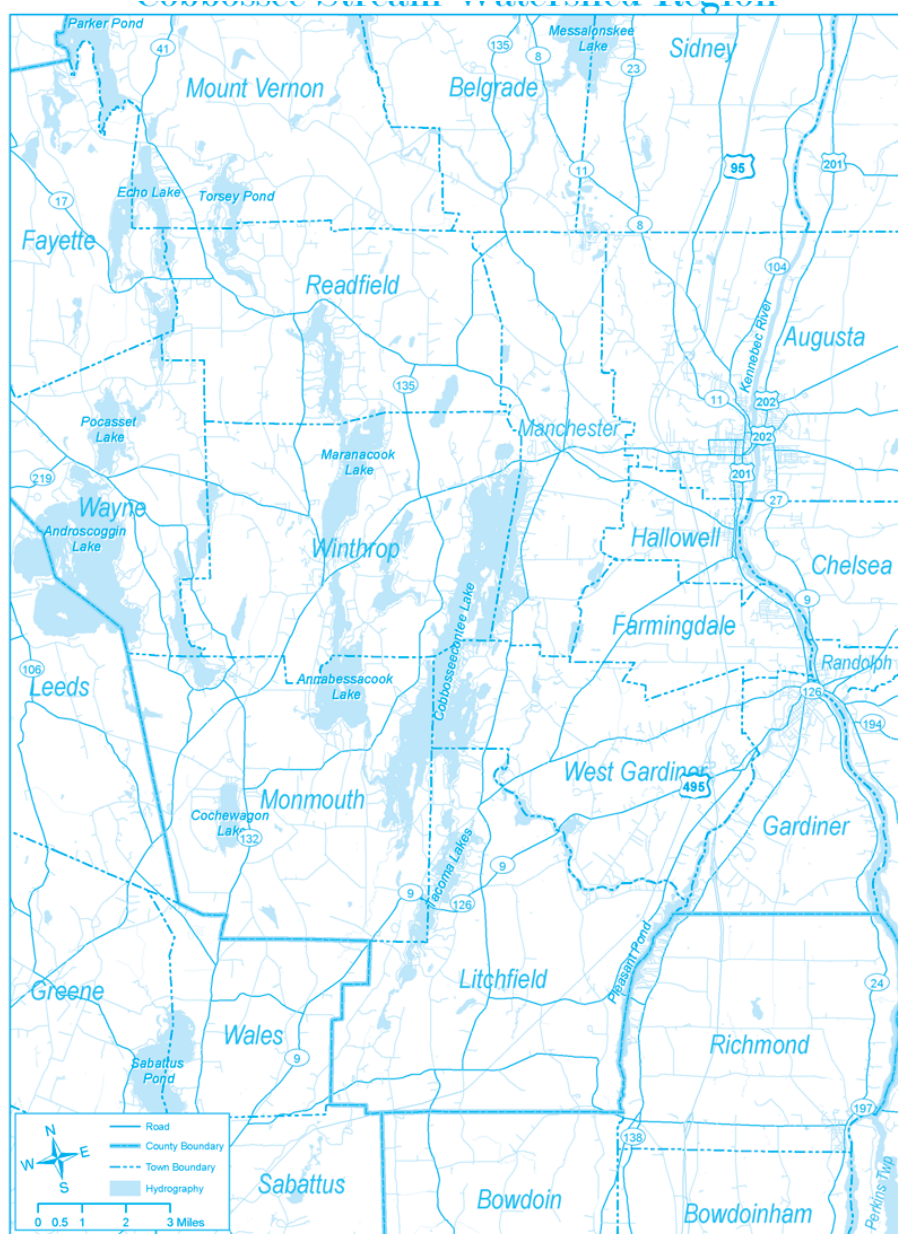 Cobbossee Stream Watershed Region
Parker Pond
41
Mount Vernon
135
8
Belgrade
Messalonskee
Lake
23
Sidney
95
201
11
Echo Lake
Torsey Pond
17
Fayette
8
104
Readfield
Kennebec River
Augusta
135
11
202
202
Pocasset
Lake
Maranacook
Lake
Manchester
219
201
27
Wayne
Androscoggin
Lake
Winthrop
Hallowell
Chelsea
9
Farmingdale
Cobbosseecontee Lake
Randolph
106
Leeds
Annabessacook
Lake
126
194
West Gardiner
495
Monmouth
Cochewagon
Lake
132
Gardiner
Tacoma Lakes
9
9
126
Pleasant Pond
Litchfield
24
Greene
Wales
Richmond
9
Sabattus
Pond
197
138
N
W E
S
Road
County Boundary
Town Boundary
Hydrography
0 0.5 1 2 3 Miles
Sabattus
Bowdoin
Bowdoinham
Perkins Twp